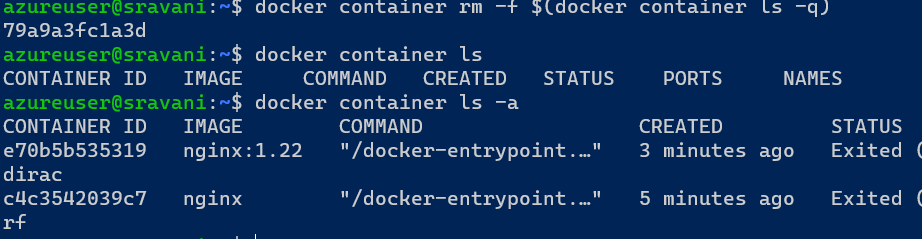 azureuser@sravani:~$ docker container rm -f $(docker container ls -q)
79a9a3fc1a3d
azureuser@sravani:~$ docker container ls
CONTAINER ID   IMAGE     COMMAND   CREATED   STATUS    PORTS     NAMES
azureuser@sravani:~$ docker container ls -a
CONTAINER ID   IMAGE        COMMAND                  CREATED         STATUS
e70b5b535319   nginx:1.22   "/docker-entrypoint.…"   3 minutes ago   Exited (
dirac
c4c3542039c7   nginx        "/docker-entrypoint.…"   5 minutes ago   Exited (
rf